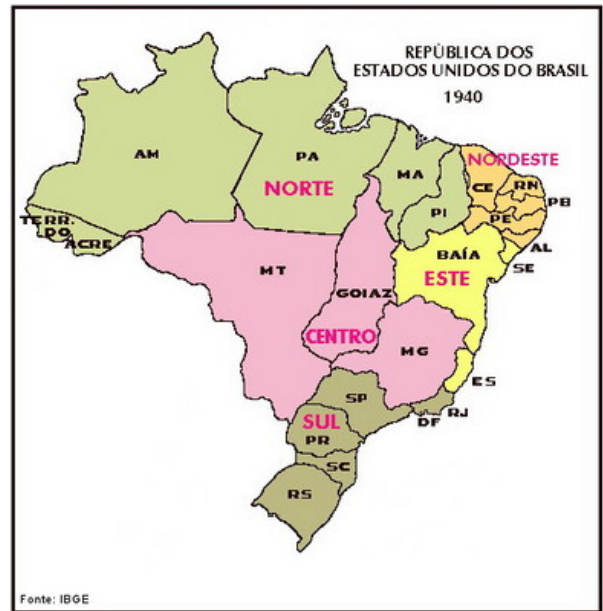 REPÚBLICA DOS
ESTADOS UNIDOS DO BRASIL
1940
AM
PA
NORTE
MA
PI
NORDESTE
CE
RN
PB
PE
AL
SE
TERR.
DO
ACRE
MT
GOIAZ
CENTRO
BAÍA
ESTE
MG
ES
SP
RJ
DF
SUL
PR
SC
RS
Fonte: IBGE